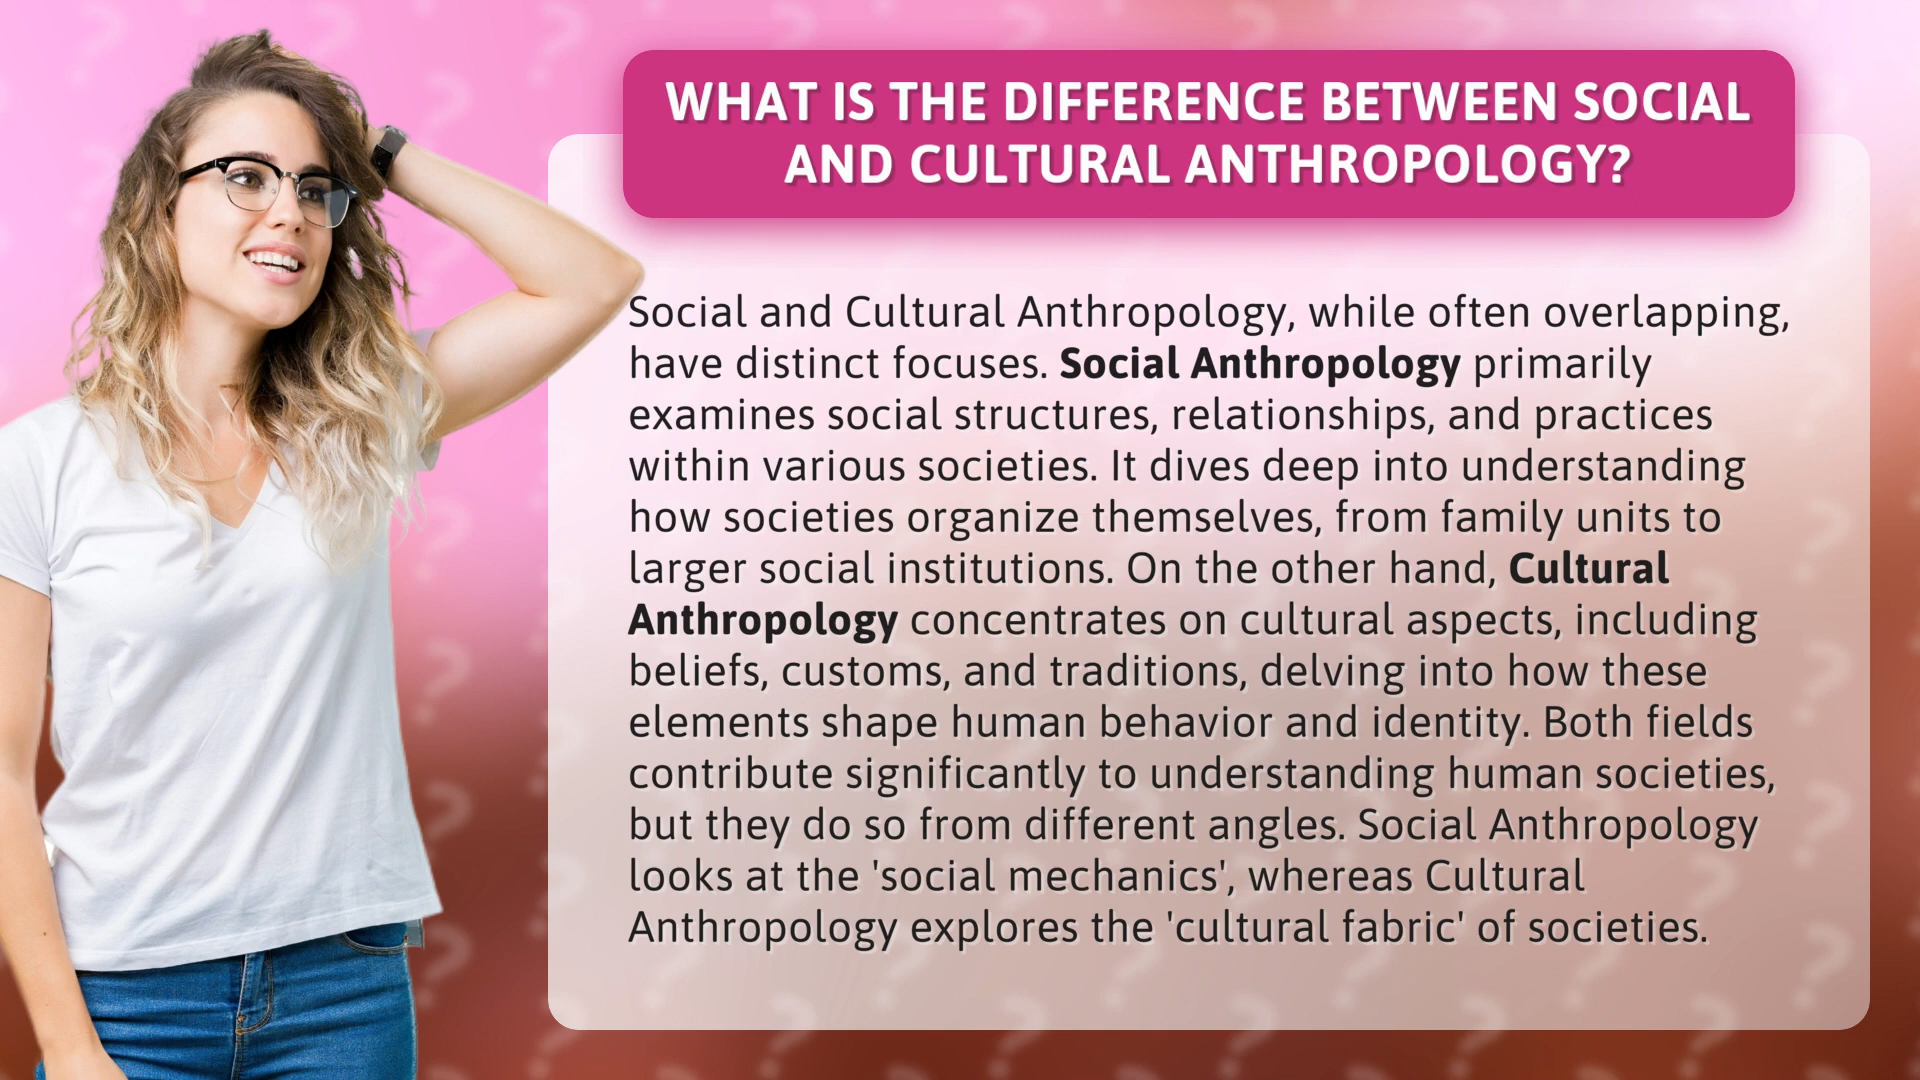 WHAT IS THE DIFFERENCE BETWEEN SOCIAL
AND CULTURAL ANTHROPOLOGY?
Social and Cultural Anthropology, while often overlapping,
have distinct focuses. Social Anthropology primarily
examines social structures, relationships, and practices
within various societies. It dives deep into understanding
how societies organize themselves, from family units to
larger social institutions. On the other hand, Cultural
Anthropology concentrates on cultural aspects, including
beliefs, customs, and traditions, delving into how these
elements shape human behavior and identity. Both fields
contribute significantly to understanding human societies,
but they do so from different angles. Social Anthropology
looks at the 'social mechanics', whereas Cultural
Anthropology explores the 'cultural fabric' of societies.